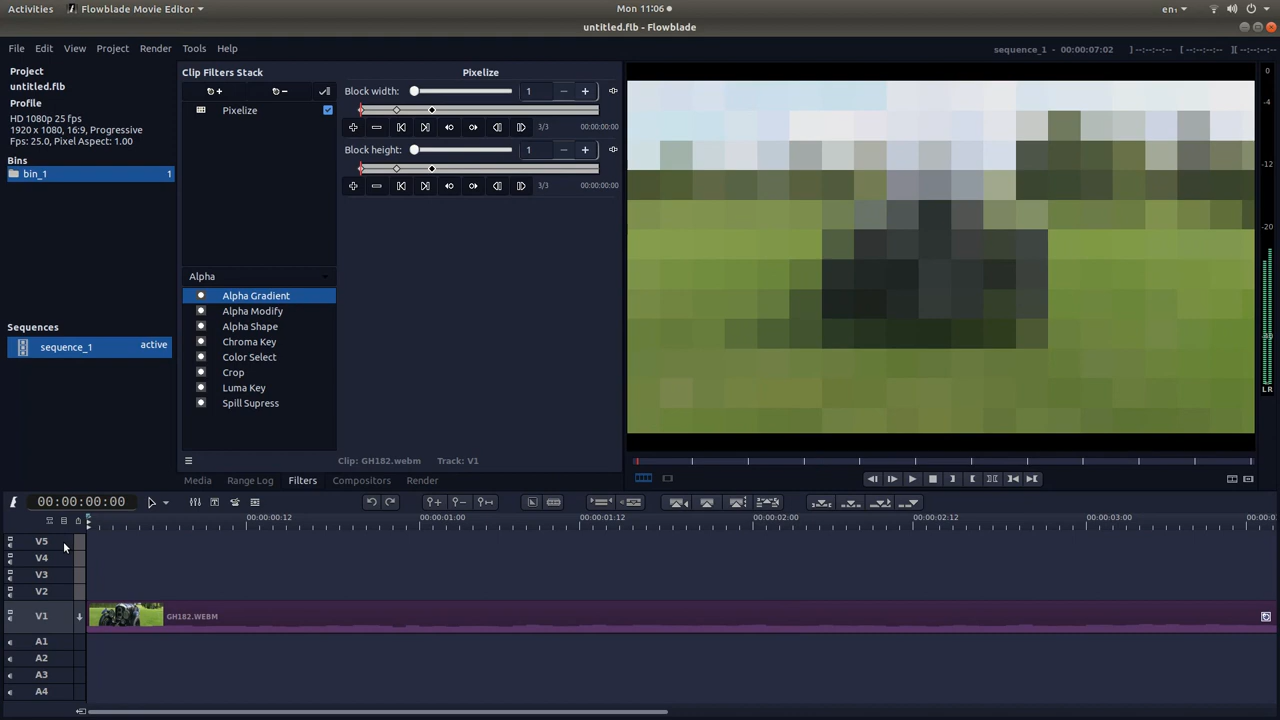 Activities
Flowblade Movie Editor
Mon 11:06
en₁
untitled.flb - Flowblade
File Edit View Project Render Tools Help
sequence_1 - 00:00:07:02
]--:--:--:-- [--:--:--:-- ][--:--:--:--
Project
untitled.flb
Profile
HD 1080p 25 fps
1920 x 1080, 16:9, Progressive
Fps: 25.0, Pixel Aspect: 1.00
Bins
bin_1 1
Sequences
sequence_1 active
Clip Filters Stack
Pixelize
Alpha
Alpha Gradient
Alpha Modify
Alpha Shape
Chroma Key
Color Select
Crop
Luma Key
Spill Supress
Pixelize
Block width: 1
3/3 00:00:00:00
Block height: 1
3/3 00:00:00:00
Clip: GH182.webm Track: V1
Media Range Log Filters Compositors Render
0
-4
-12
-20
L R
00:00:00:00
00:00:00:12 00:00:01:00 00:00:01:12 00:00:02:00 00:00:02:12 00:00:03:00
V5
V4
V3
V2
V1
GH182.WEBM
A1
A2
A3
A4